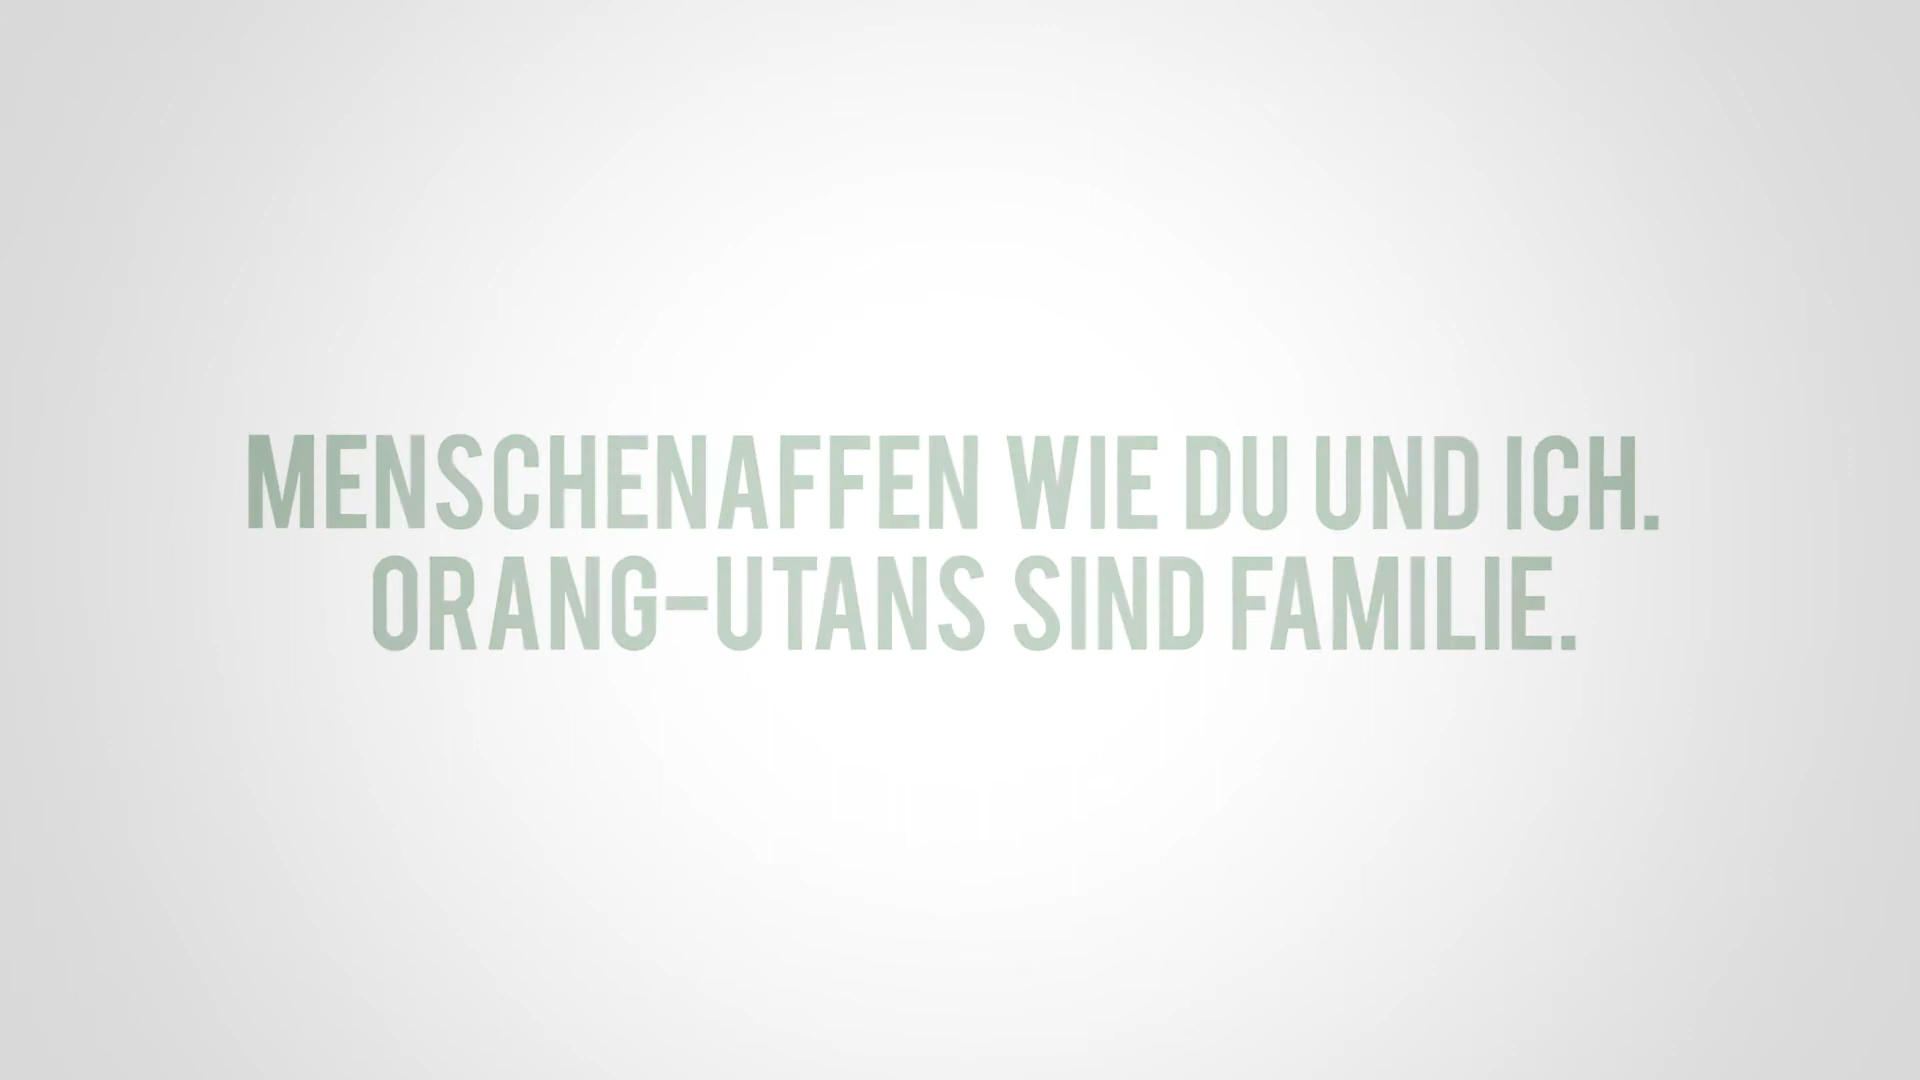 MENSCHENAFFEN WIE DU UND ICH.
ORANG-UTANS SIND FAMILIE.